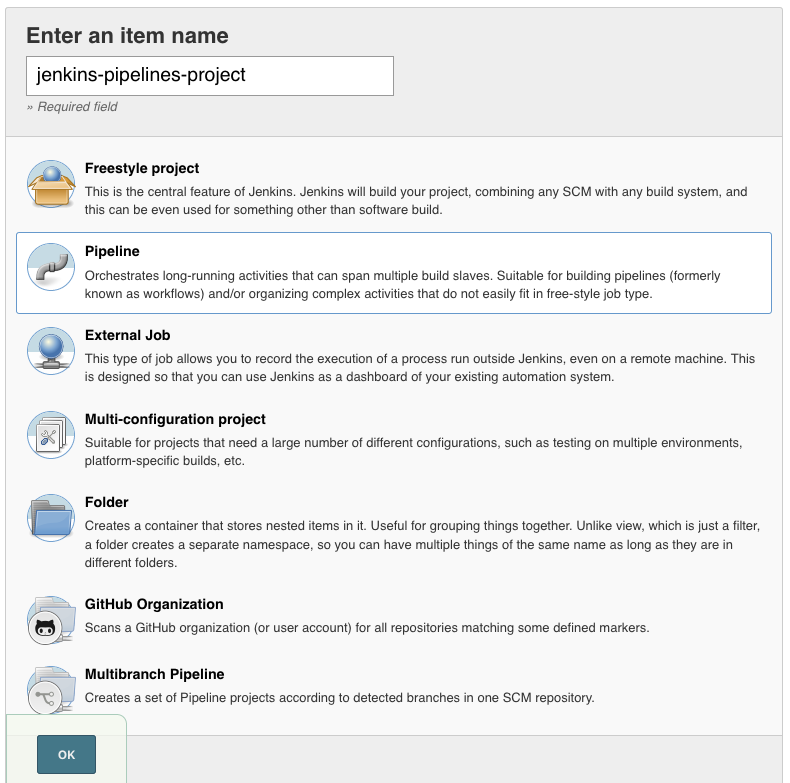 Enter an item name
jenkins-pipelines-project
» Required field
Freestyle project
This is the central feature of Jenkins. Jenkins will build your project, combining any SCM with any build system, and
this can be even used for something other than software build.
Pipeline
Orchestrates long-running activities that can span multiple build slaves. Suitable for building pipelines (formerly
known as workflows) and/or organizing complex activities that do not easily fit in free-style job type.
External Job
This type of job allows you to record the execution of a process run outside Jenkins, even on a remote machine. This
is designed so that you can use Jenkins as a dashboard of your existing automation system.
Multi-configuration project
Suitable for projects that need a large number of different configurations, such as testing on multiple environments,
platform-specific builds, etc.
Folder
Creates a container that stores nested items in it. Useful for grouping things together. Unlike view, which is just a filter,
a folder creates a separate namespace, so you can have multiple things of the same name as long as they are in
different folders.
GitHub Organization
Scans a GitHub organization (or user account) for all repositories matching some defined markers.
Multibranch Pipeline
Creates a set of Pipeline projects according to detected branches in one SCM repository.
OK